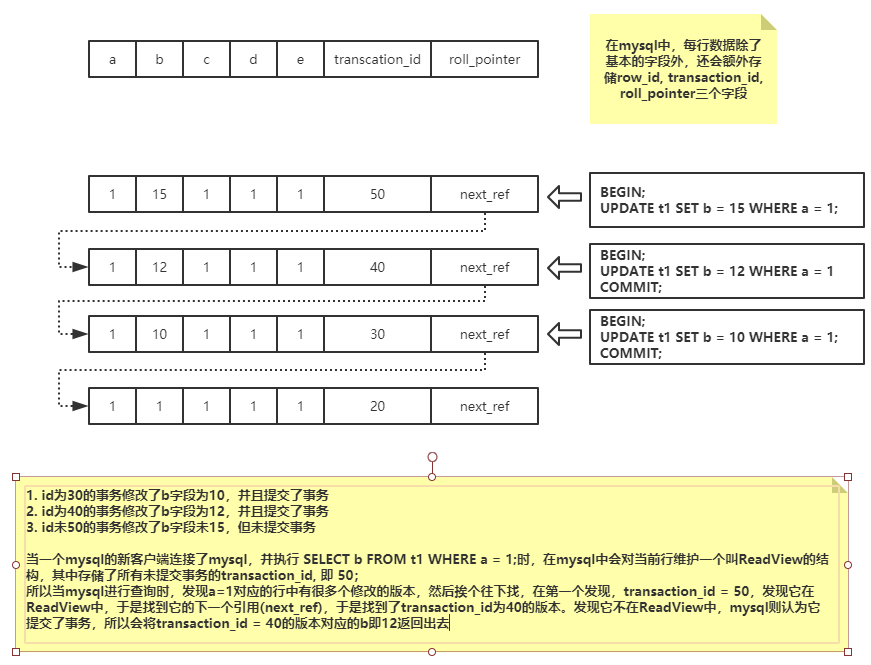 a b c d e transcation_id roll_pointer
在mysql中，每行数据除了
基本的字段外，还会额外存
储row_id, transaction_id,
roll_pointer三个字段
1 15 1 1 1 50 next_ref
BEGIN;
UPDATE t1 SET b = 15 WHERE a = 1;
1 12 1 1 1 40 next_ref
BEGIN;
UPDATE t1 SET b = 12 WHERE a = 1
COMMIT;
1 10 1 1 1 30 next_ref
BEGIN;
UPDATE t1 SET b = 10 WHERE a = 1;
COMMIT;
1 1 1 1 1 20 next_ref
1. id为30的事务修改了b字段为10，并且提交了事务
2. id为40的事务修改了b字段为12，并且提交了事务
3. id未50的事务修改了b字段未15，但未提交事务
当一个mysql的新客户端连接了mysql，并执行 SELECT b FROM t1 WHERE a = 1;时，在mysql中会对当前行维护一个叫ReadView的结
构，其中存储了所有未提交事务的transaction_id, 即 50;
所以当mysql进行查询时，发现a=1对应的行中有很多个修改的版本，然后挨个往下找，在第一个发现，transaction_id = 50，发现它在
ReadView中，于是找到它的下一个引用(next_ref)，于是找到了transaction_id为40的版本。发现它不在ReadView中，mysql则认为它
提交了事务，所以会将transaction_id = 40的版本对应的b即12返回出去